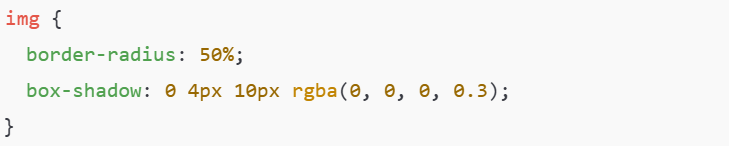 img {
  border-radius: 50%;
  box-shadow: 0 4px 10px rgba(0, 0, 0, 0.3);
}